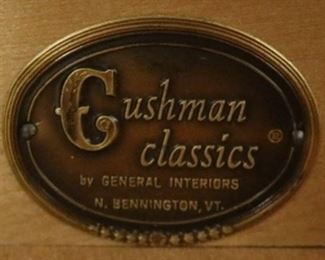 Cushman
classics ®
by GENERAL INTERIORS
N. BENNINGTON, VT.